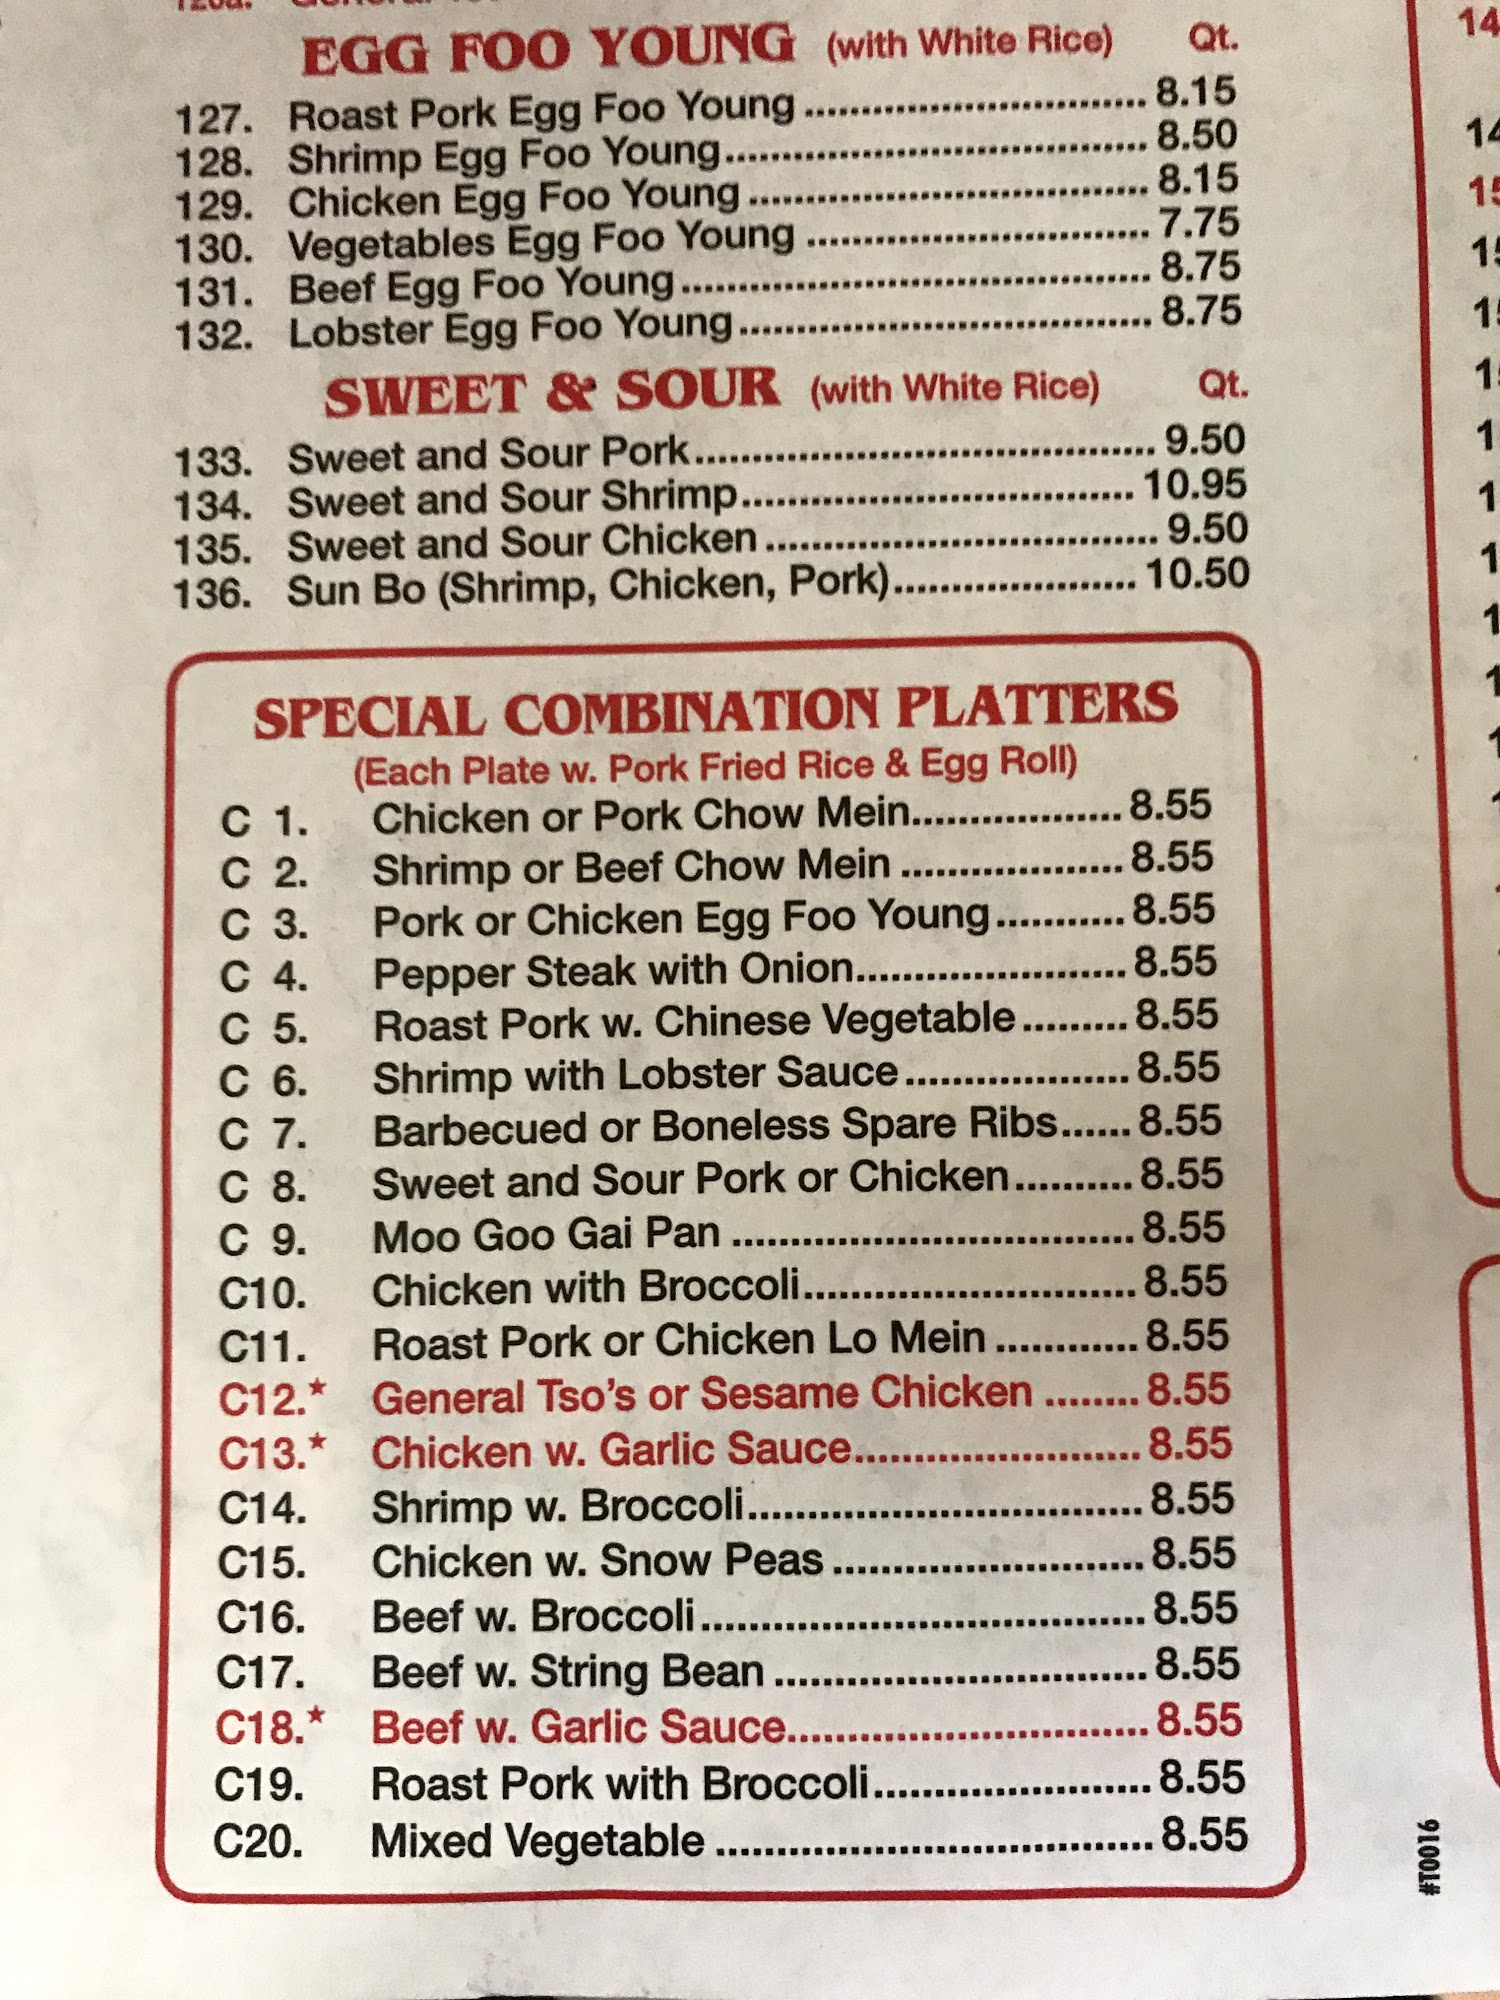 EGG FOO YOUNG (with White Rice) Qt.
127. Roast Pork Egg Foo Young 8.15
128. Shrimp Egg Foo Young 8.50
129. Chicken Egg Foo Young 8.15
130. Vegetables Egg Foo Young 7.75
131. Beef Egg Foo Young 8.75
132. Lobster Egg Foo Young 8.75
SWEET & SOUR (with White Rice) Qt.
133. Sweet and Sour Pork 9.50
134. Sweet and Sour Shrimp 10.95
135. Sweet and Sour Chicken 9.50
136. Sun Bo (Shrimp, Chicken, Pork) 10.50
SPECIAL COMBINATION PLATTERS
(Each Plate w. Pork Fried Rice & Egg Roll)
C 1. Chicken or Pork Chow Mein 8.55
C 2. Shrimp or Beef Chow Mein 8.55
C 3. Pork or Chicken Egg Foo Young 8.55
C 4. Pepper Steak with Onion 8.55
C 5. Roast Pork w. Chinese Vegetable 8.55
C 6. Shrimp with Lobster Sauce 8.55
C 7. Barbecued or Boneless Spare Ribs 8.55
C 8. Sweet and Sour Pork or Chicken 8.55
C 9. Moo Goo Gai Pan 8.55
C10. Chicken with Broccoli 8.55
C11. Roast Pork or Chicken Lo Mein 8.55
C12.★ General Tso's or Sesame Chicken 8.55
C13.★ Chicken w. Garlic Sauce 8.55
C14. Shrimp w. Broccoli 8.55
C15. Chicken w. Snow Peas 8.55
C16. Beef w. Broccoli 8.55
C17. Beef w. String Bean 8.55
C18.★ Beef w. Garlic Sauce 8.55
C19. Roast Pork with Broccoli 8.55
C20. Mixed Vegetable 8.55
#T0016